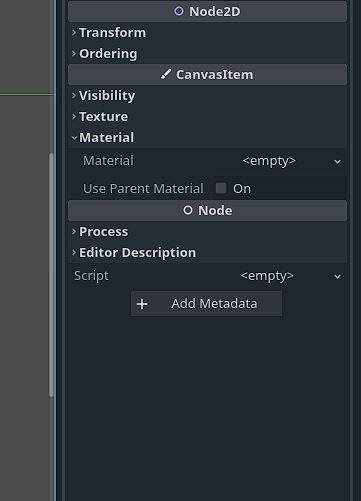 Node2D
Transform
Ordering
CanvasItem
Visibility
Texture
Material
Material <empty>
Use Parent Material On
Node
Process
Editor Description
Script <empty>
+ Add Metadata